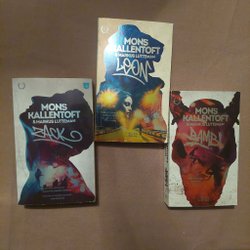 MONS
KALLENTOFT
& MARKUS LUTTEMAN
LEON
MONS
KALLENTOFT
& MARKUS LUTTEMAN
ZACK
MONS
KALLENTOFT
& MARKUS LUTTEMAN
BAMBI